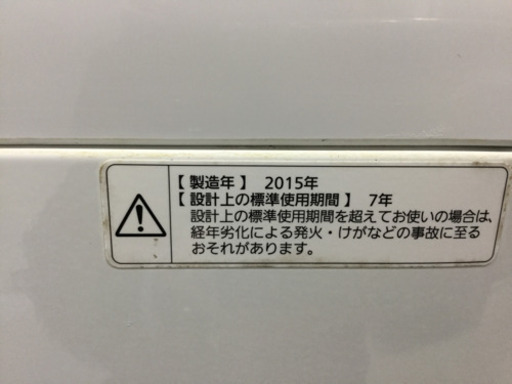 【 製造年 】 2015年
【 設計上の標準使用期間 】 7年
設計上の標準使用期間を超えてお使いの場合は、
経年劣化による発火・けがなどの事故に至る
おそれがあります。